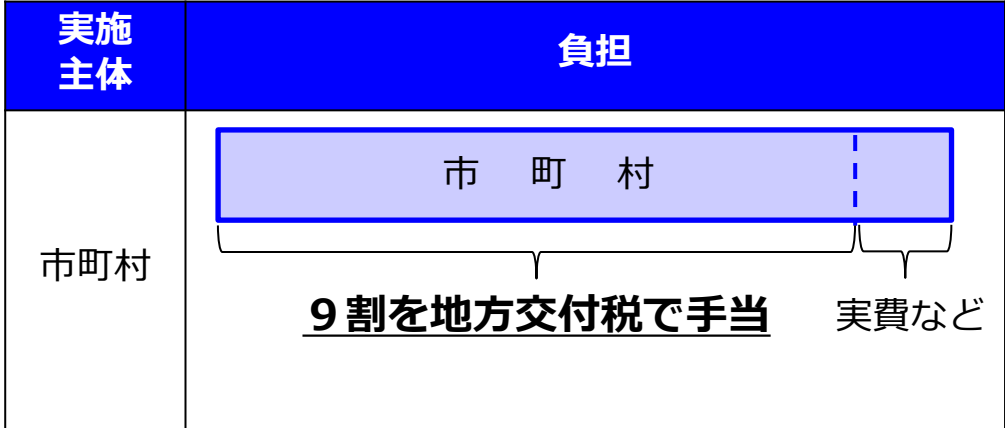 実施
主体
負担
市町村
市町村
９割を地方交付税で手当
実費など